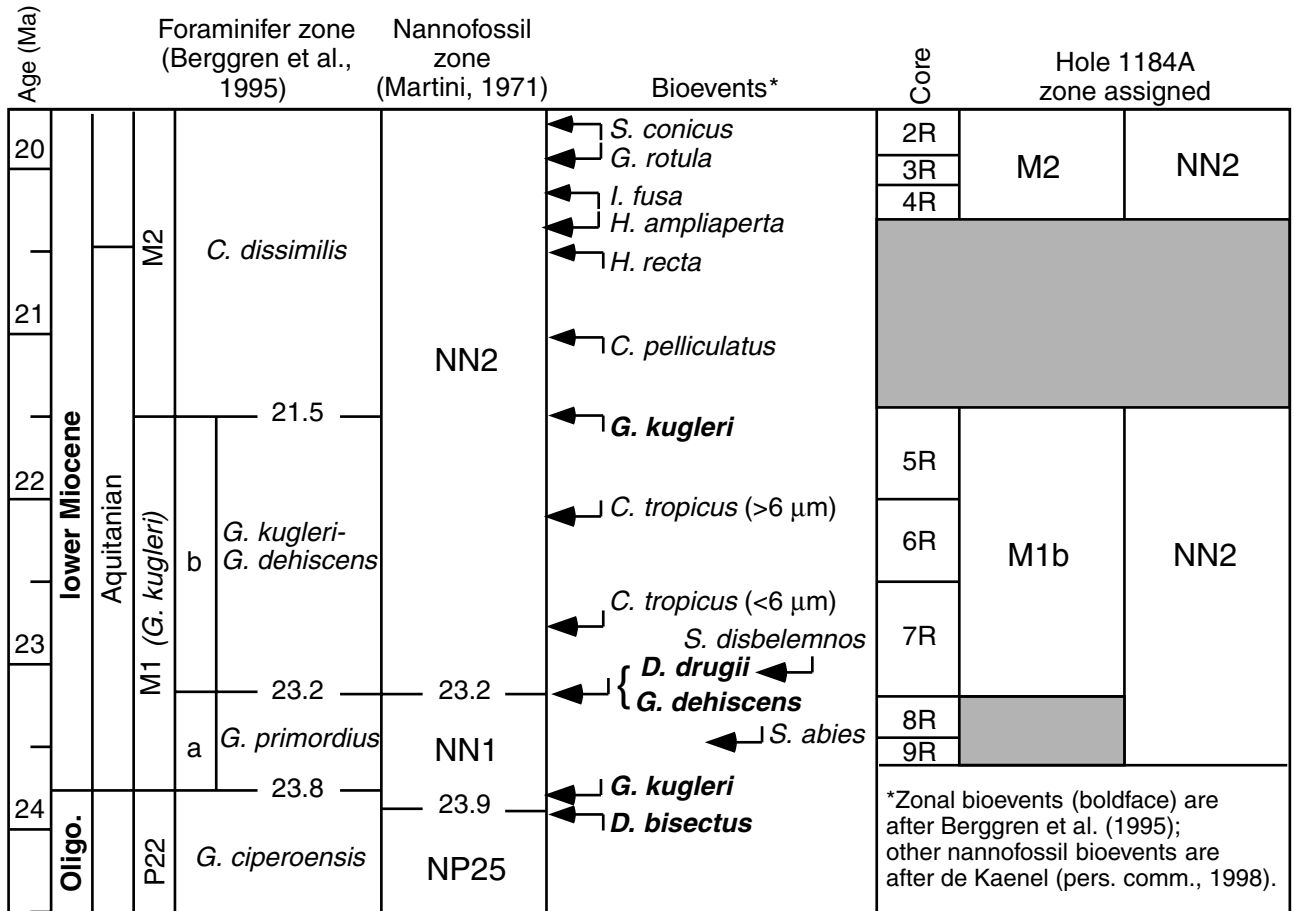 Age (Ma)
Foraminifer zone
(Berggren et al.,
1995)
Nannofossil
zone
(Martini, 1971)
Bioevents*
Core
Hole 1184A
zone assigned
20
21
22
23
24
lower Miocene
Oligo.
Aquitanian
M2
M1 (G. kugleri)
P22
C. dissimilis
21.5
b
G. kugleri-
G. dehiscens
23.2
a
G. primordius
23.8
G. ciperoensis
NN2
23.2
NN1
23.9
NP25
S. conicus
G. rotula
I. fusa
H. ampliaperta
H. recta
C. pelliculatus
G. kugleri
C. tropicus (>6 μm)
C. tropicus (<6 μm)
S. disbelemnos
{ D. drugii
G. dehiscens
S. abies
G. kugleri
D. bisectus
2R
3R
4R
5R
6R
7R
8R
9R
M2
NN2
M1b
NN2
*Zonal bioevents (boldface) are
after Berggren et al. (1995);
other nannofossil bioevents are
after de Kaenel (pers. comm., 1998).